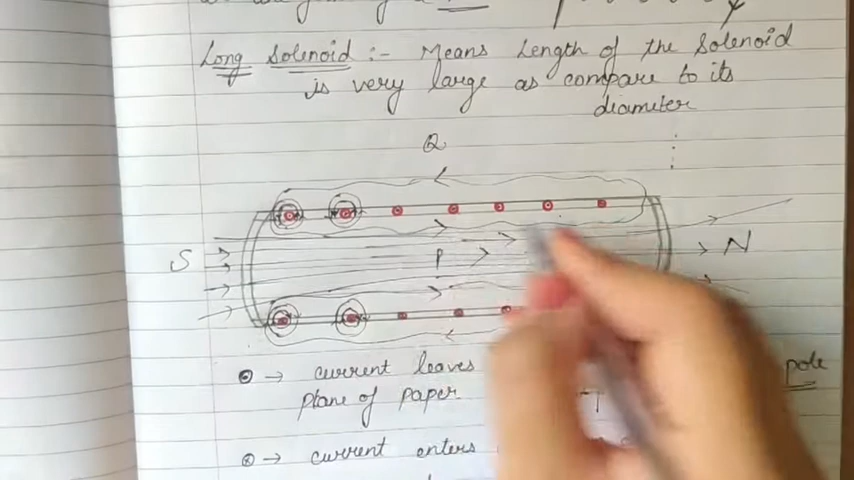 Long Solenoid :- Means Length of the Solenoid
is very large as compare to its
diameter
Q
S
P
N
⊙ → current leaves
pole
plane of paper
⊗ → current enters